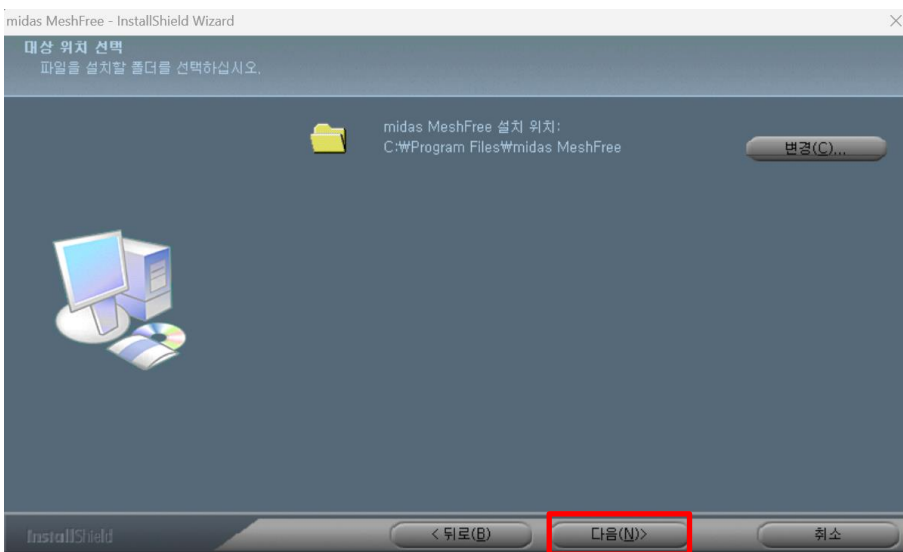 midas MeshFree - InstallShield Wizard
대상 위치 선택
파일을 설치할 폴더를 선택하십시오.
midas MeshFree 설치 위치:
C:₩Program Files₩midas MeshFree
변경(C)...
InstallShield
< 뒤로(B)
다음(N)>
취소